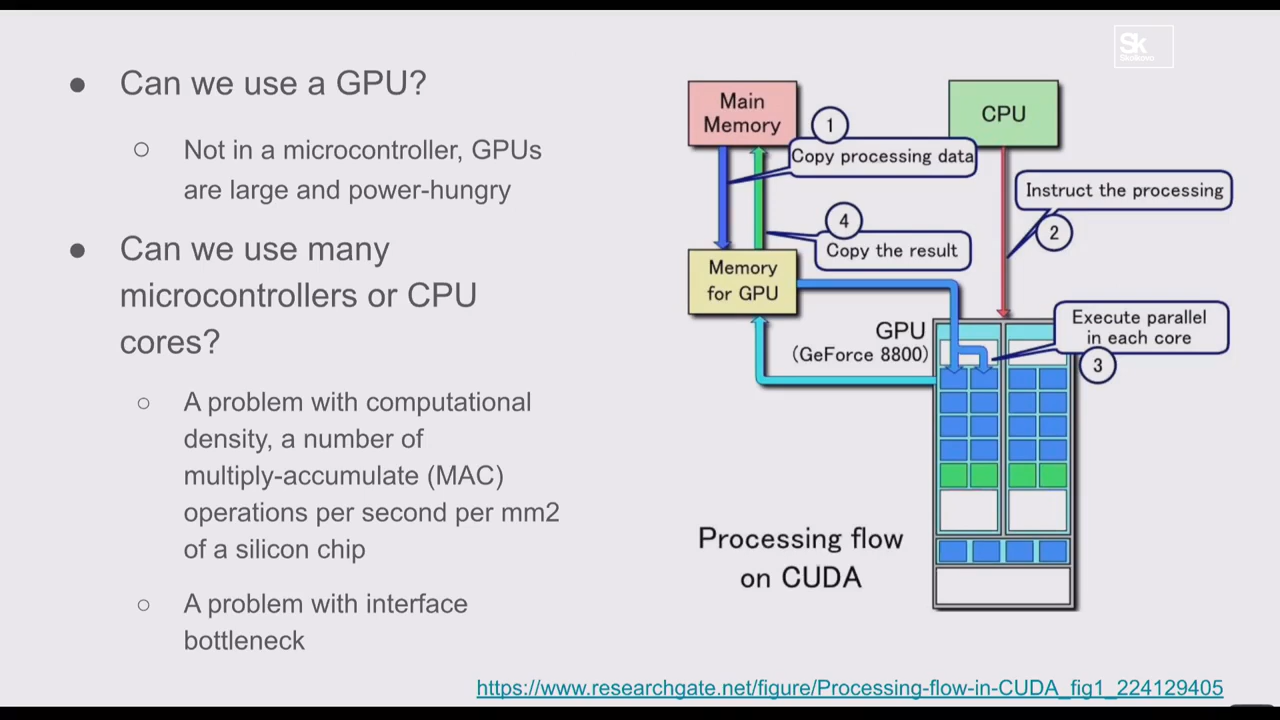 Sk
Skolkovo
● Can we use a GPU?
○ Not in a microcontroller, GPUs
are large and power-hungry
● Can we use many
microcontrollers or CPU
cores?
○ A problem with computational
density, a number of
multiply-accumulate (MAC)
operations per second per mm2
of a silicon chip
○ A problem with interface
bottleneck
Main
Memory
CPU
1
Copy processing data
Instruct the processing
2
4
Copy the result
Memory
for GPU
GPU
(GeForce 8800)
Execute parallel
in each core
3
Processing flow
on CUDA
https://www.researchgate.net/figure/Processing-flow-in-CUDA_fig1_224129405